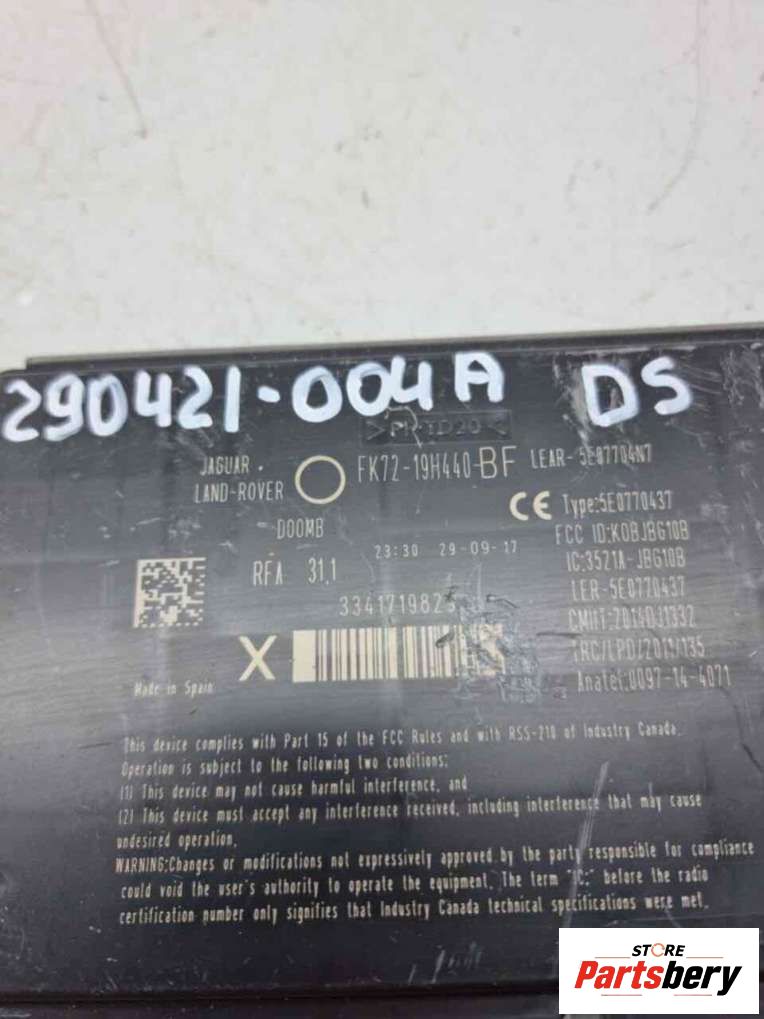 290421-004A DS
JAGUAR
LAND-ROVER
FK72-19H440-BF LEAR-5E07704N7
CE Type:5E0770437
D00MB
FCC ID:KOBJBG10B
23:30 29-09-17
IC:3521A-JBG10B
RFA 31.1
LER-5E0770437
334171982
CMIIT:2014DJ1332
TRC/LPD/2011/135
X
Anatel:0097-14-4071
Made in Spain
This device complies with Part 15 of the FCC Rules and with RSS-210 of Industry Canada.
Operation is subject to the following two conditions:
(1) This device may not cause harmful interference, and
(2) This device must accept any interference received, including interference that may cause
undesired operation.
WARNING:Changes or modifications not expressively approved by the party responsible for compliance
could void the user's authority to operate the equipment. The term "IC:" before the radio
certification number only signifies that Industry Canada technical specifications were met.
STORE
Partsbery